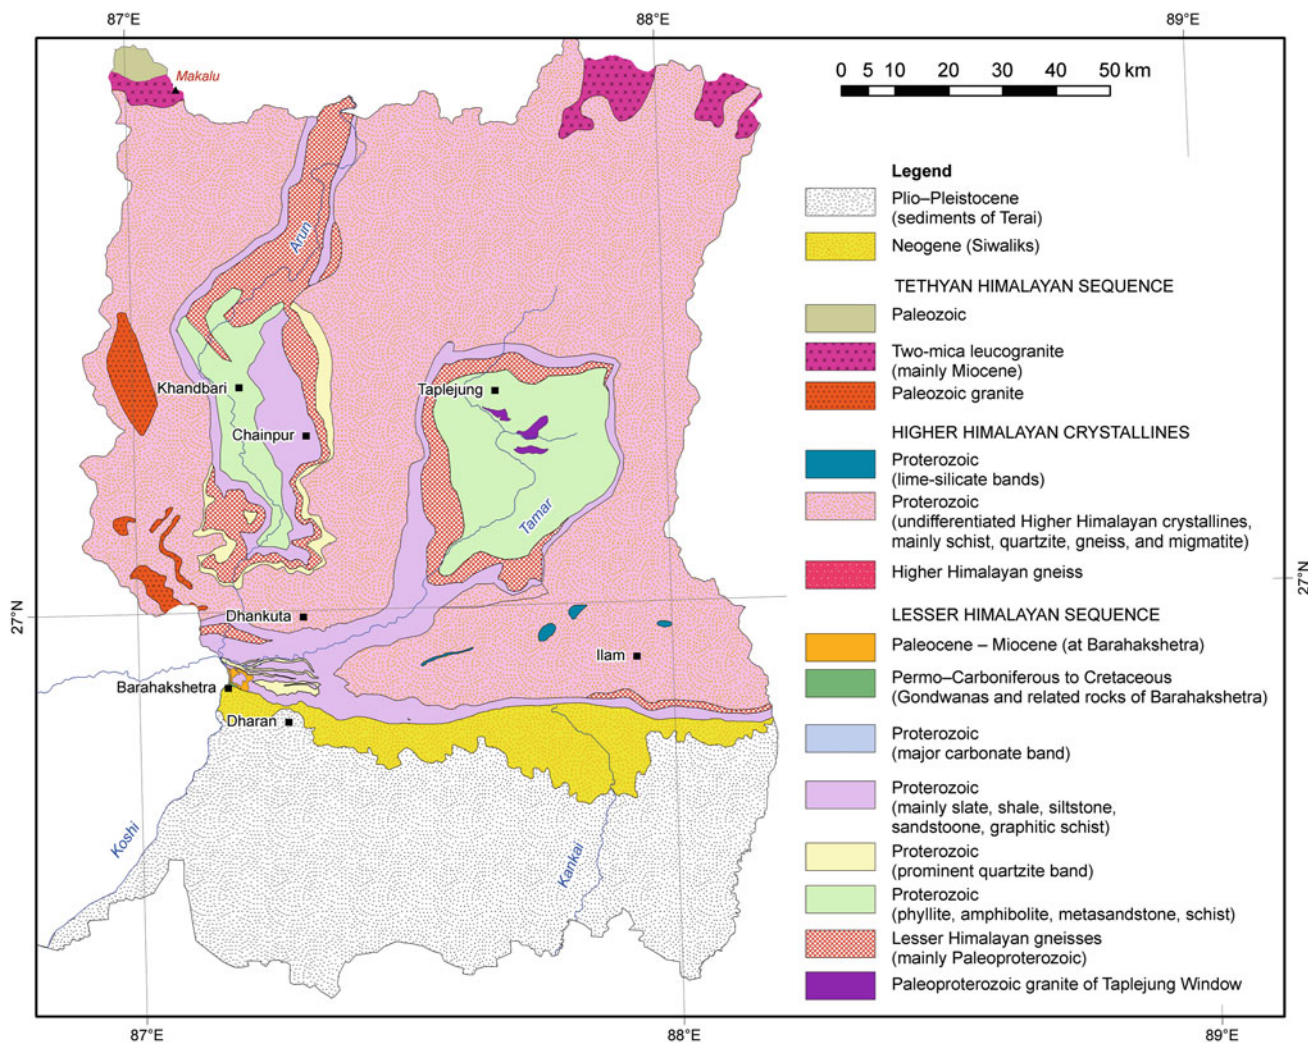 87°E
88°E
89°E
Makalu
0 5 10 20 30 40 50 km
Legend
Plio–Pleistocene
(sediments of Terai)
Neogene (Siwaliks)
TETHYAN HIMALAYAN SEQUENCE
Paleozoic
Two-mica leucogranite
(mainly Miocene)
Paleozoic granite
HIGHER HIMALAYAN CRYSTALLINES
Proterozoic
(lime-silicate bands)
Proterozoic
(undifferentiated Higher Himalayan crystallines,
mainly schist, quartzite, gneiss, and migmatite)
Higher Himalayan gneiss
LESSER HIMALAYAN SEQUENCE
Paleocene – Miocene (at Barahakshetra)
Permo–Carboniferous to Cretaceous
(Gondwanas and related rocks of Barahakshetra)
Proterozoic
(major carbonate band)
Proterozoic
(mainly slate, shale, siltstone,
sandstoone, graphitic schist)
Proterozoic
(prominent quartzite band)
Proterozoic
(phyllite, amphibolite, metasandstone, schist)
Lesser Himalayan gneisses
(mainly Paleoproterozoic)
Paleoproterozoic granite of Taplejung Window
Arun
Khandbari
Taplejung
Chainpur
Tamar
27°N
27°N
Dhankuta
Ilam
Barahakshetra
Dharan
Koshi
Kankai
87°E
88°E
89°E